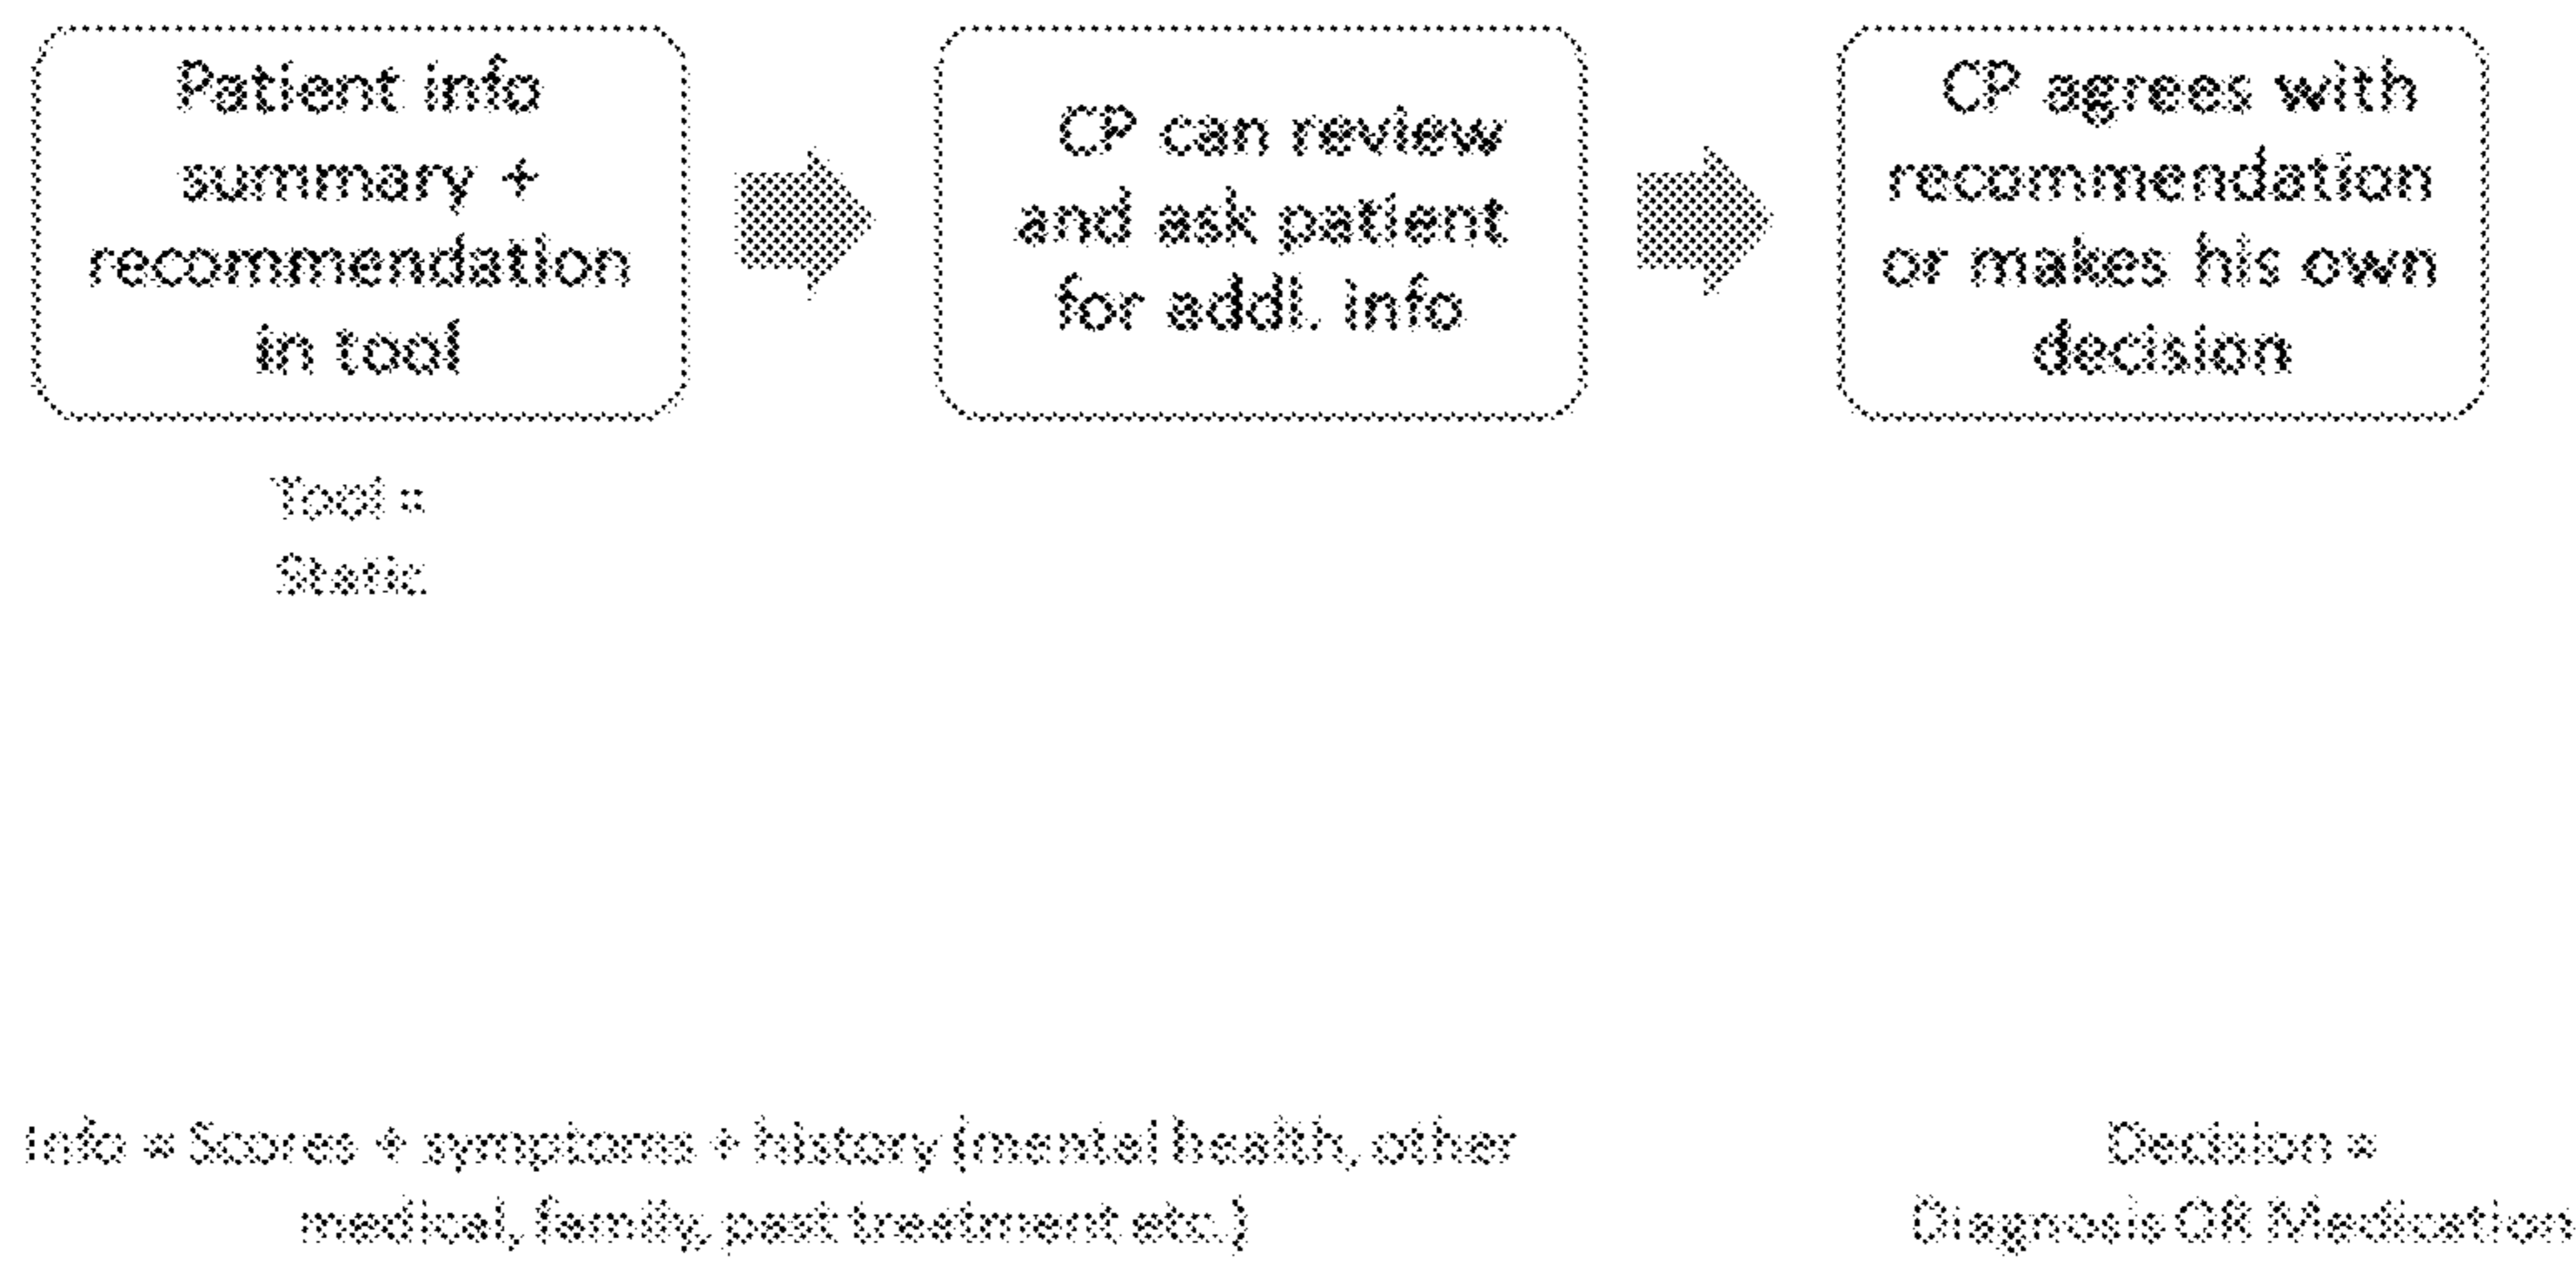 Patient info
summary +
recommendation
in tool
CP can review
and ask patient
for addl. info
CP agrees with
recommendation
or makes his own
decision
Tool =
Static
Info = Scores + symptoms + history (mental health, other
medical, family, past treatment etc.)
Decision =
Diagnosis OR Medication